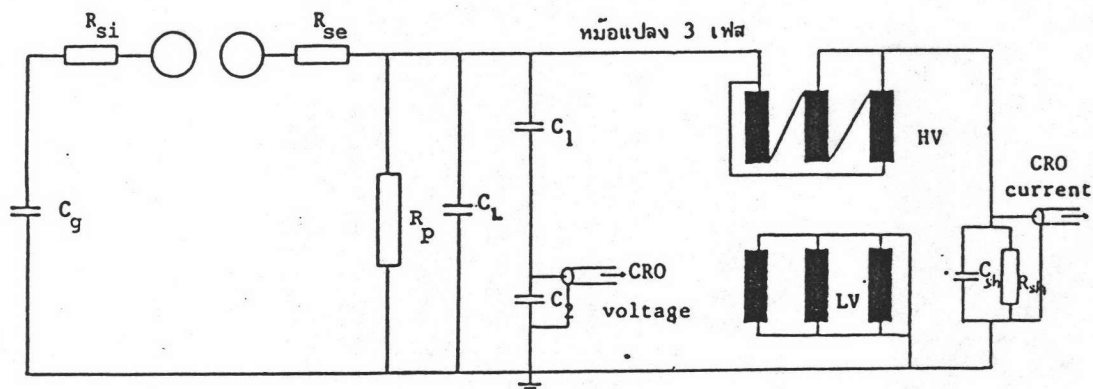 R_si
R_se
หม้อแปลง 3 เฟส
C_1
HV
CRO
current
C_g
R_p
C_L
C_sh
R_sh
CRO
C_2
voltage
LV